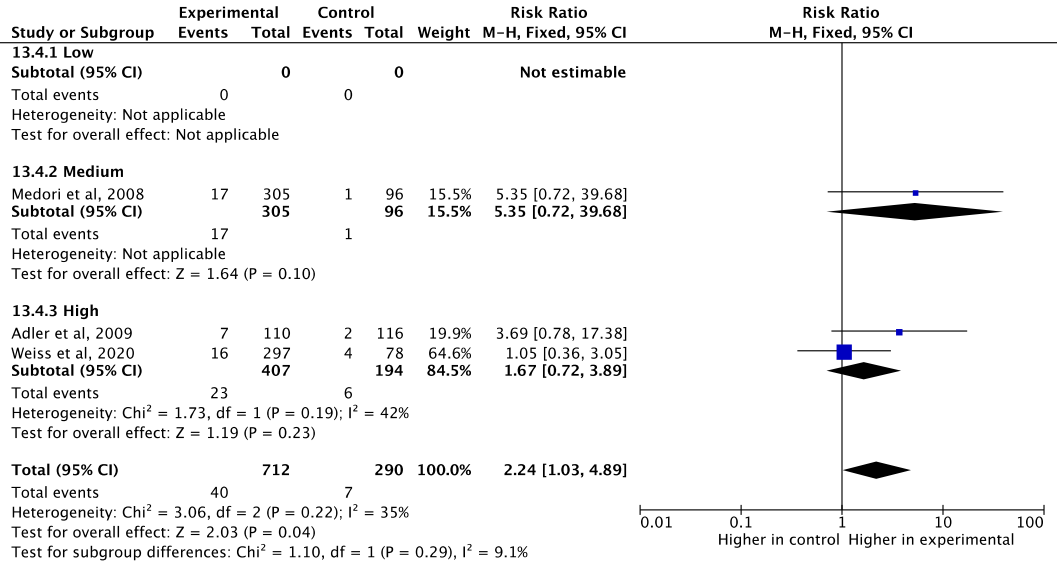 Experimental Control Risk Ratio Risk Ratio
Study or Subgroup Events Total Events Total Weight M-H, Fixed, 95% CI M-H, Fixed, 95% CI
13.4.1 Low
Subtotal (95% CI) 0 0 Not estimable
Total events 0 0
Heterogeneity: Not applicable
Test for overall effect: Not applicable
13.4.2 Medium
Medori et al, 2008 17 305 1 96 15.5% 5.35 [0.72, 39.68]
Subtotal (95% CI) 305 96 15.5% 5.35 [0.72, 39.68]
Total events 17 1
Heterogeneity: Not applicable
Test for overall effect: Z = 1.64 (P = 0.10)
13.4.3 High
Adler et al, 2009 7 110 2 116 19.9% 3.69 [0.78, 17.38]
Weiss et al, 2020 16 297 4 78 64.6% 1.05 [0.36, 3.05]
Subtotal (95% CI) 407 194 84.5% 1.67 [0.72, 3.89]
Total events 23 6
Heterogeneity: Chi² = 1.73, df = 1 (P = 0.19); I² = 42%
Test for overall effect: Z = 1.19 (P = 0.23)
Total (95% CI) 712 290 100.0% 2.24 [1.03, 4.89]
Total events 40 7
Heterogeneity: Chi² = 3.06, df = 2 (P = 0.22); I² = 35%
Test for overall effect: Z = 2.03 (P = 0.04)
Test for subgroup differences: Chi² = 1.10, df = 1 (P = 0.29), I² = 9.1%
0.01 0.1 1 10 100
Higher in control Higher in experimental